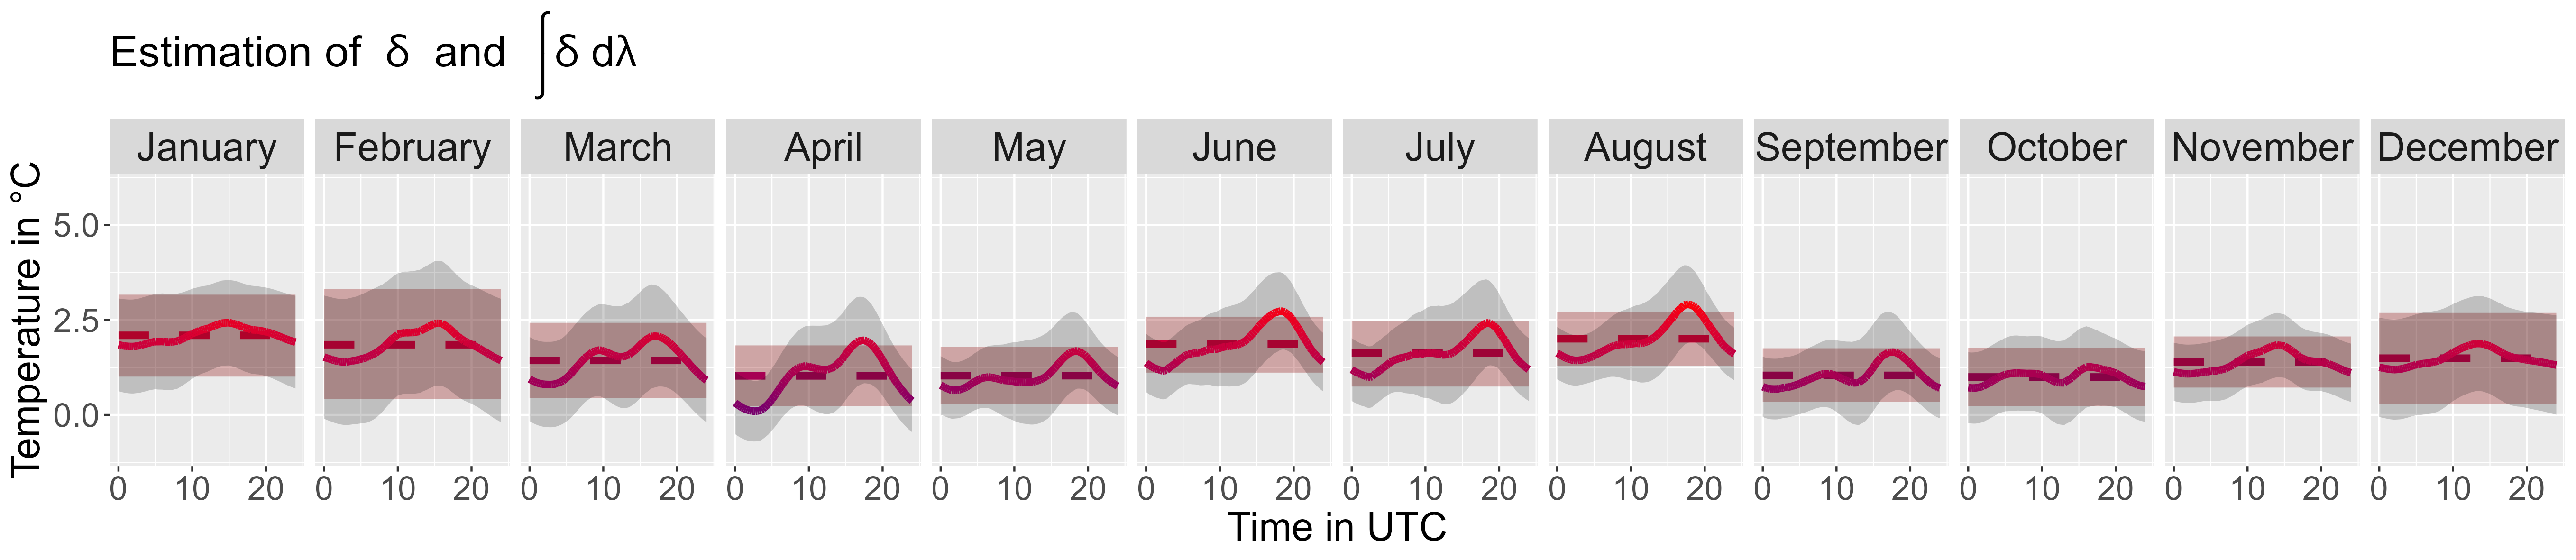 Estimation of δ and ∫δ dλ
January February March April May June July August September October November December
Temperature in °C
5.0
2.5
0.0
0 10 20 0 10 20 0 10 20 0 10 20 0 10 20 0 10 20 0 10 20 0 10 20 0 10 20 0 10 20 0 10 20 0 10 20
Time in UTC